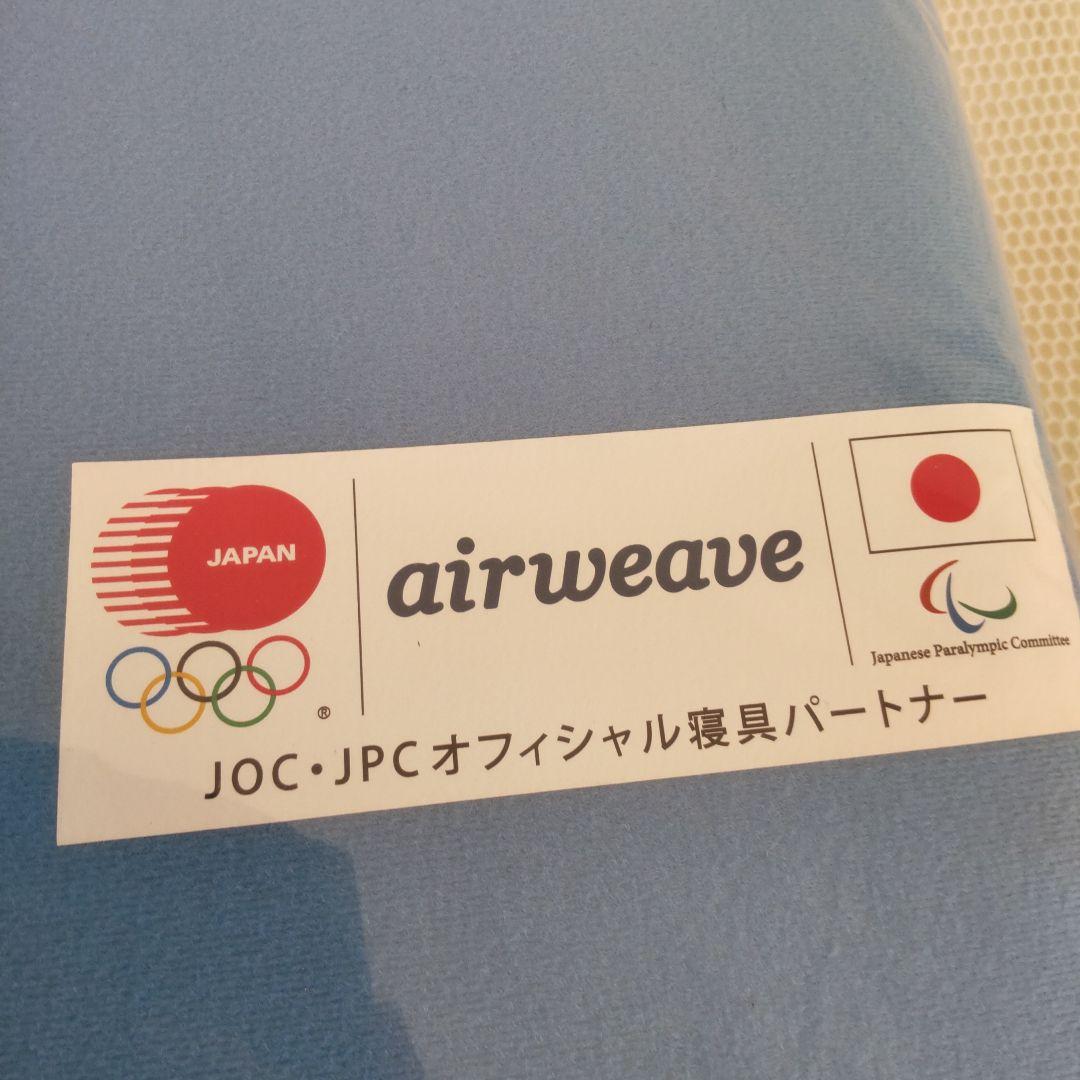 JAPAN
airweave
®
Japanese Paralympic Committee
JOC・JPCオフィシャル寝具パートナー